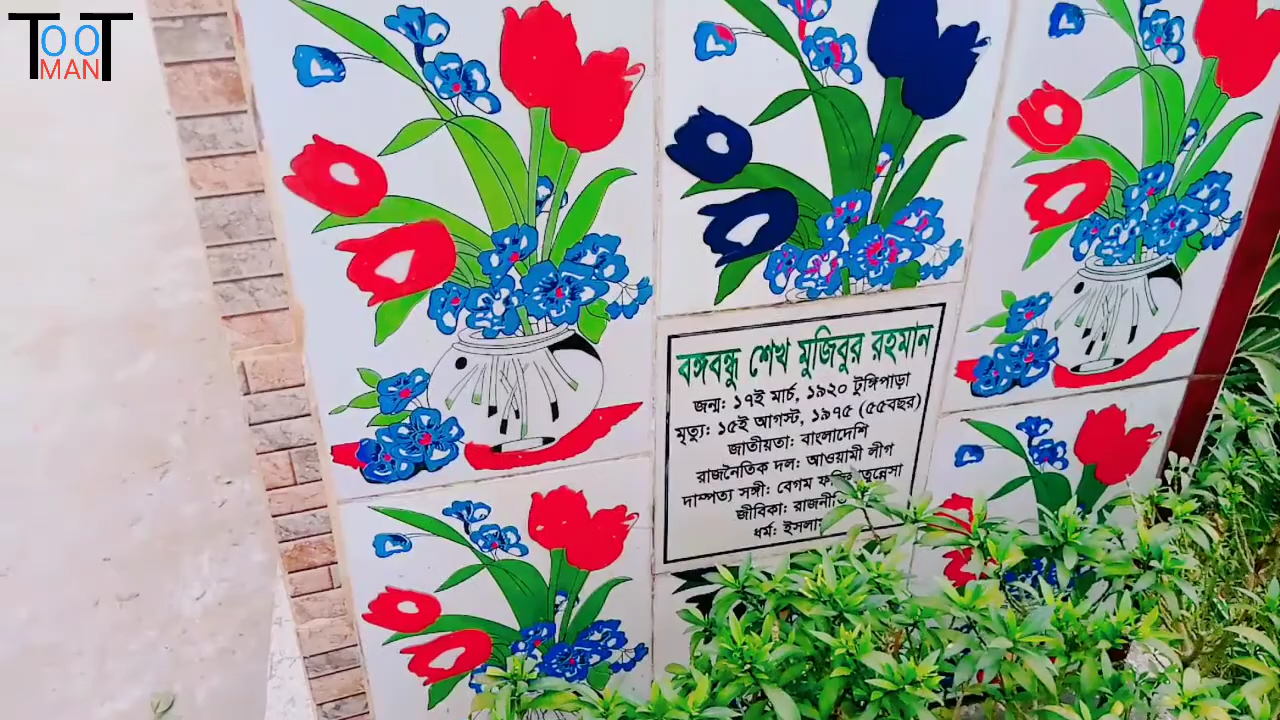 TOOT
MAN
বঙ্গবন্ধু শেখ মুজিবুর রহমান
জন্ম: ১৭ই মার্চ, ১৯২০ টুঙ্গিপাড়া
মৃত্যু: ১৫ই আগস্ট, ১৯৭৫ (৫৫বছর)
জাতীয়তা: বাংলাদেশি
রাজনৈতিক দল: আওয়ামী লীগ
দাম্পত্য সঙ্গী: বেগম
জীবিকা:
ধর্ম: